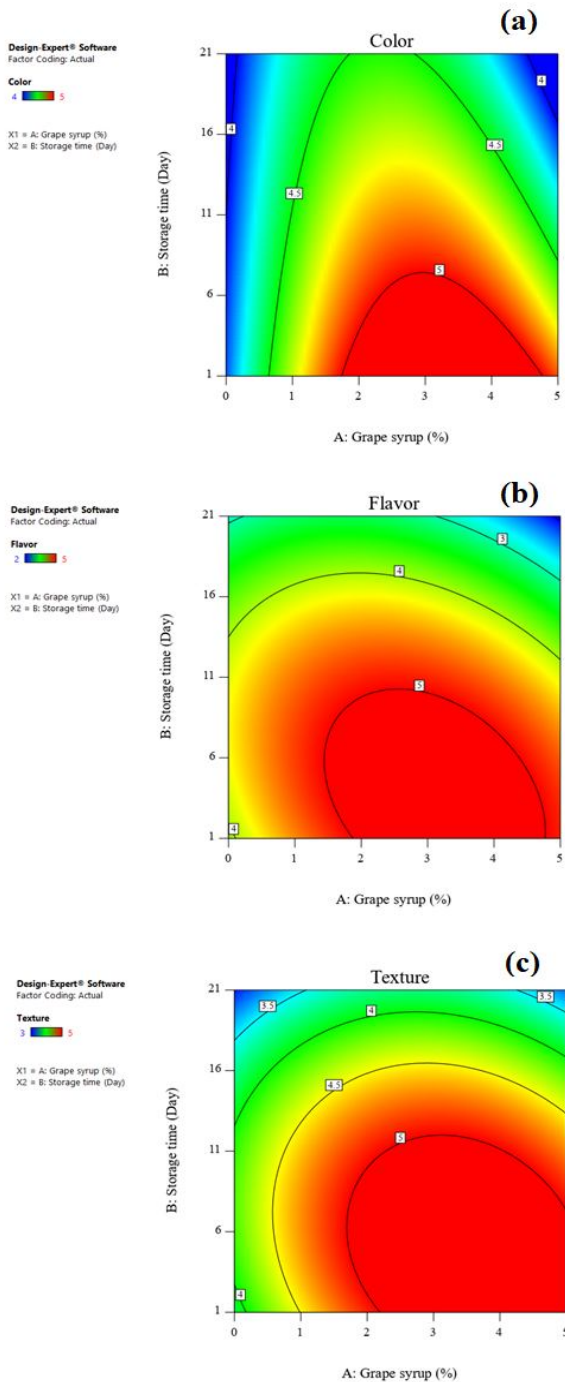 (a)
Design-Expert® Software
Factor Coding: Actual
Color
4 5
X1 = A: Grape syrup (%)
X2 = B: Storage time (Day)
Color
B: Storage time (Day)
21
16
11
6
1
4
4
4.5
4.5
5
0 1 2 3 4 5
A: Grape syrup (%)
(b)
Design-Expert® Software
Factor Coding: Actual
Flavor
2 5
X1 = A: Grape syrup (%)
X2 = B: Storage time (Day)
Flavor
B: Storage time (Day)
21
16
11
6
1
3
4
5
4
0 1 2 3 4 5
A: Grape syrup (%)
(c)
Design-Expert® Software
Factor Coding: Actual
Texture
3 5
X1 = A: Grape syrup (%)
X2 = B: Storage time (Day)
Texture
B: Storage time (Day)
21
16
11
6
1
3.5
3.5
4
4.5
5
4
0 1 2 3 4 5
A: Grape syrup (%)